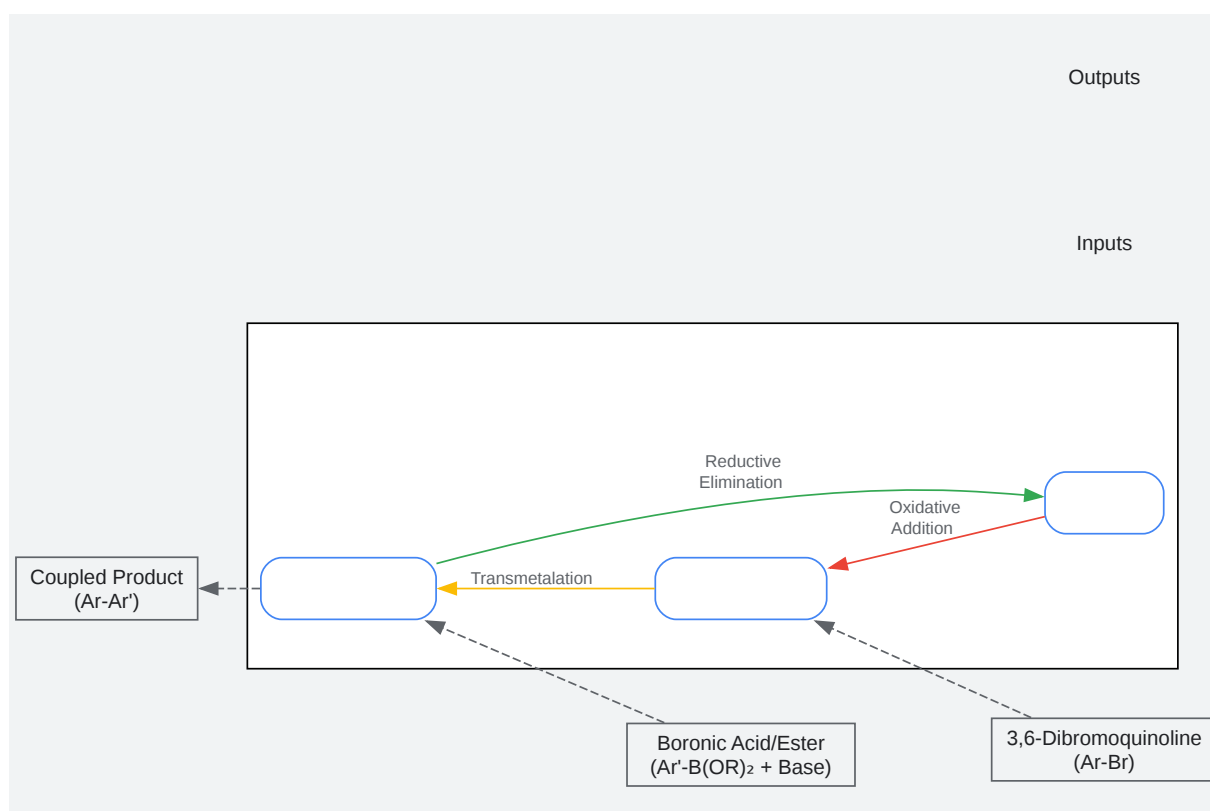 Outputs
Inputs
Reductive
Elimination
Oxidative
Addition
Transmetalation
Coupled Product
(Ar-Ar')
Boronic Acid/Ester
(Ar'-B(OR)₂ + Base)
3,6-Dibromoquinoline
(Ar-Br)